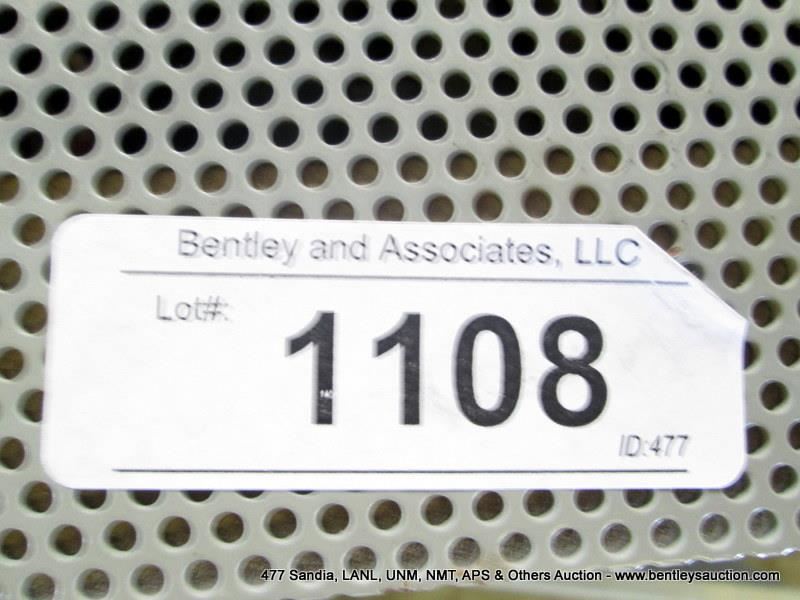 Bentley and Associates, LLC
Lot#:
1108
ID:477
477 Sandia, LANL, UNM, NMT, APS & Others Auction - www.bentleysauction.com